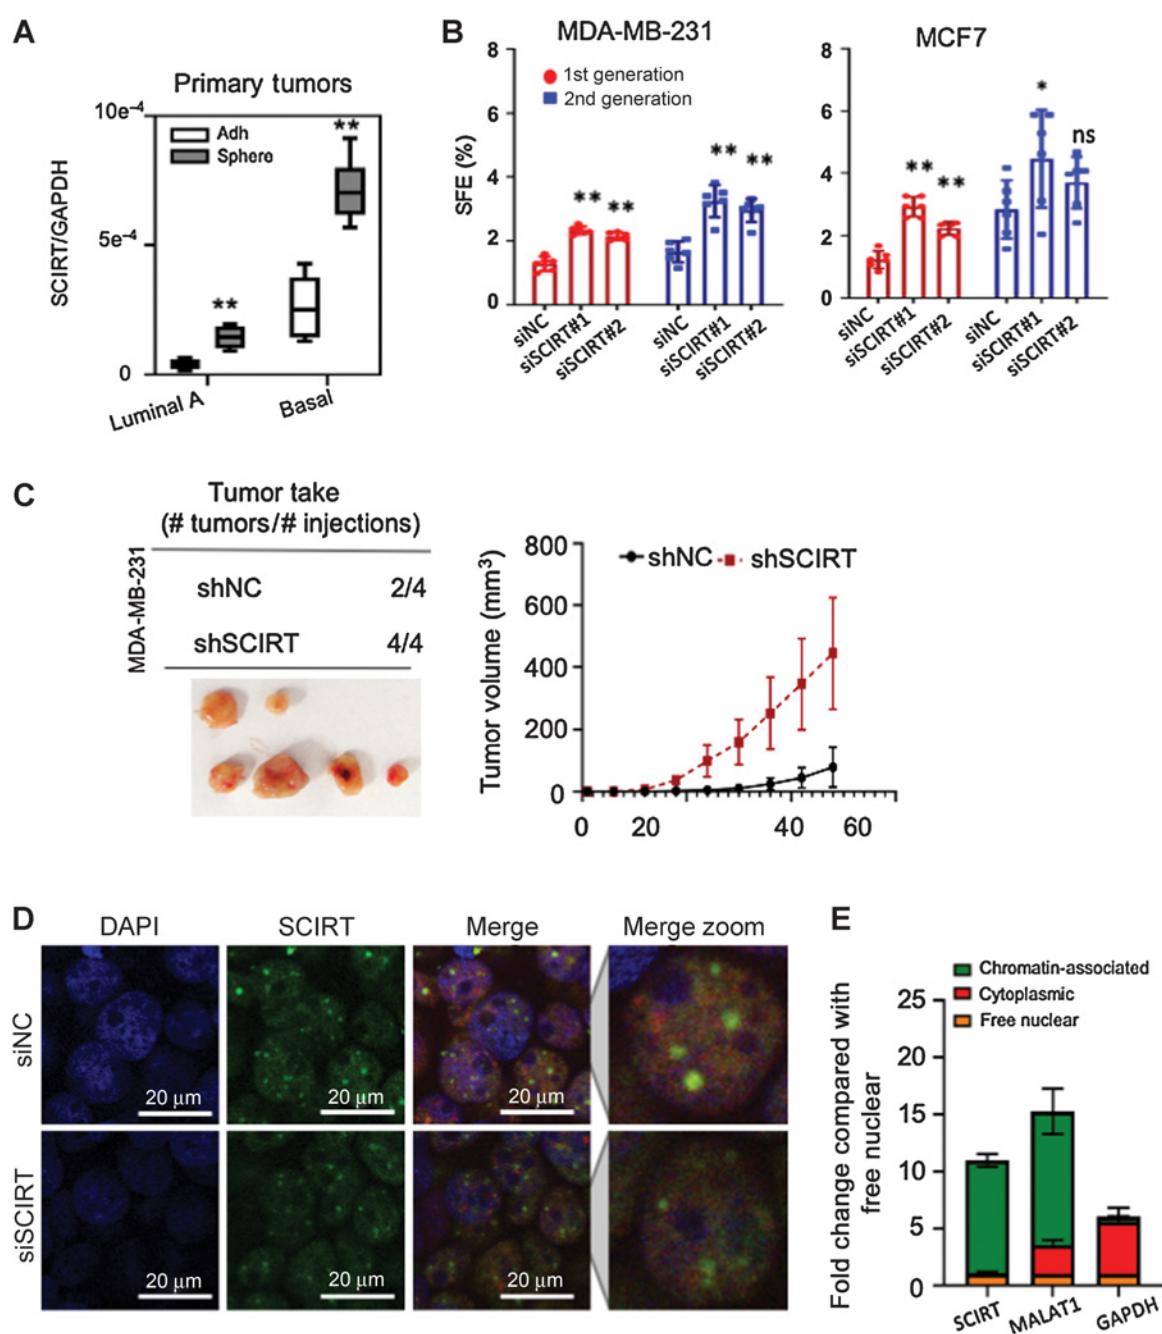 A
Primary tumors
10e⁻⁴
5e⁻⁴
0
SCIRT/GAPDH
Adh
Sphere
**
**
Luminal A
Basal
B
MDA-MB-231
8
6
4
2
0
SFE (%)
1st generation
2nd generation
**
**
**
**
siNC
siSCIRT#1
siSCIRT#2
siNC
siSCIRT#1
siSCIRT#2
MCF7
8
6
4
2
0
**
**
*
ns
siNC
siSCIRT#1
siSCIRT#2
siNC
siSCIRT#1
siSCIRT#2
C
Tumor take
(# tumors/# injections)
MDA-MB-231
shNC 2/4
shSCIRT 4/4
Tumor volume (mm³)
800
600
400
200
0
shNC shSCIRT
0 20 40 60
D
DAPI SCIRT Merge Merge zoom
siNC
20 μm 20 μm 20 μm
siSCIRT
20 μm 20 μm 20 μm
E
Chromatin-associated
Cytoplasmic
Free nuclear
Fold change compared with
free nuclear
25
20
15
10
5
0
SCIRT
MALAT1
GAPDH